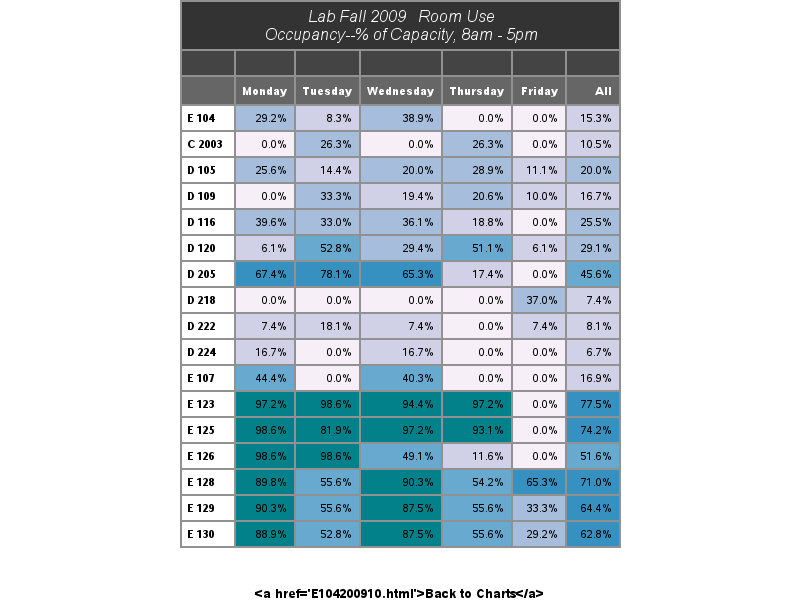 Lab Fall 2009 Room Use
Occupancy--% of Capacity, 8am - 5pm
Monday Tuesday Wednesday Thursday Friday All
E 104 29.2% 8.3% 38.9% 0.0% 0.0% 15.3%
C 2003 0.0% 26.3% 0.0% 26.3% 0.0% 10.5%
D 105 25.6% 14.4% 20.0% 28.9% 11.1% 20.0%
D 109 0.0% 33.3% 19.4% 20.6% 10.0% 16.7%
D 116 39.6% 33.0% 36.1% 18.8% 0.0% 25.5%
D 120 6.1% 52.8% 29.4% 51.1% 6.1% 29.1%
D 205 67.4% 78.1% 65.3% 17.4% 0.0% 45.6%
D 218 0.0% 0.0% 0.0% 0.0% 37.0% 7.4%
D 222 7.4% 18.1% 7.4% 0.0% 7.4% 8.1%
D 224 16.7% 0.0% 16.7% 0.0% 0.0% 6.7%
E 107 44.4% 0.0% 40.3% 0.0% 0.0% 16.9%
E 123 97.2% 98.6% 94.4% 97.2% 0.0% 77.5%
E 125 98.6% 81.9% 97.2% 93.1% 0.0% 74.2%
E 126 98.6% 98.6% 49.1% 11.6% 0.0% 51.6%
E 128 89.8% 55.6% 90.3% 54.2% 65.3% 71.0%
E 129 90.3% 55.6% 87.5% 55.6% 33.3% 64.4%
E 130 88.9% 52.8% 87.5% 55.6% 29.2% 62.8%
<a href='E104200910.html'>Back to Charts</a>